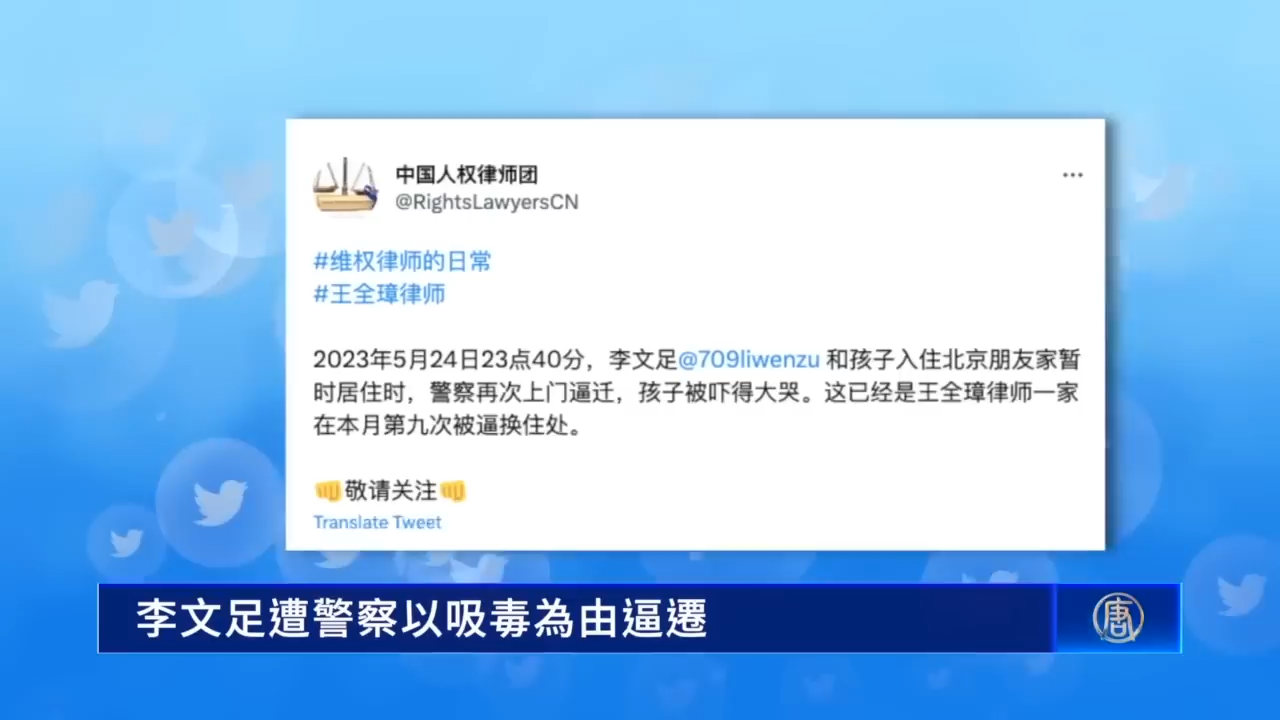 中国人权律师团
@RightsLawyersCN
#维权律师的日常
#王全璋律师
2023年5月24日23点40分，李文足@709liwenzu 和孩子入住北京朋友家暂
时居住时，警察再次上门逼迁，孩子被吓得大哭。这已经是王全璋律师一家
在本月第九次被逼换住处。
👊敬请关注👊
Translate Tweet
李文足遭警察以吸毒為由逼遷
唐